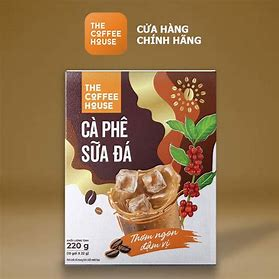 THE
COFFEE
HOUSE
CỬA HÀNG
CHÍNH HÃNG
THE
COFFEE
HOUSE
CÀ PHÊ
SỮA ĐÁ
220 g
Thơm ngon
đậm vị